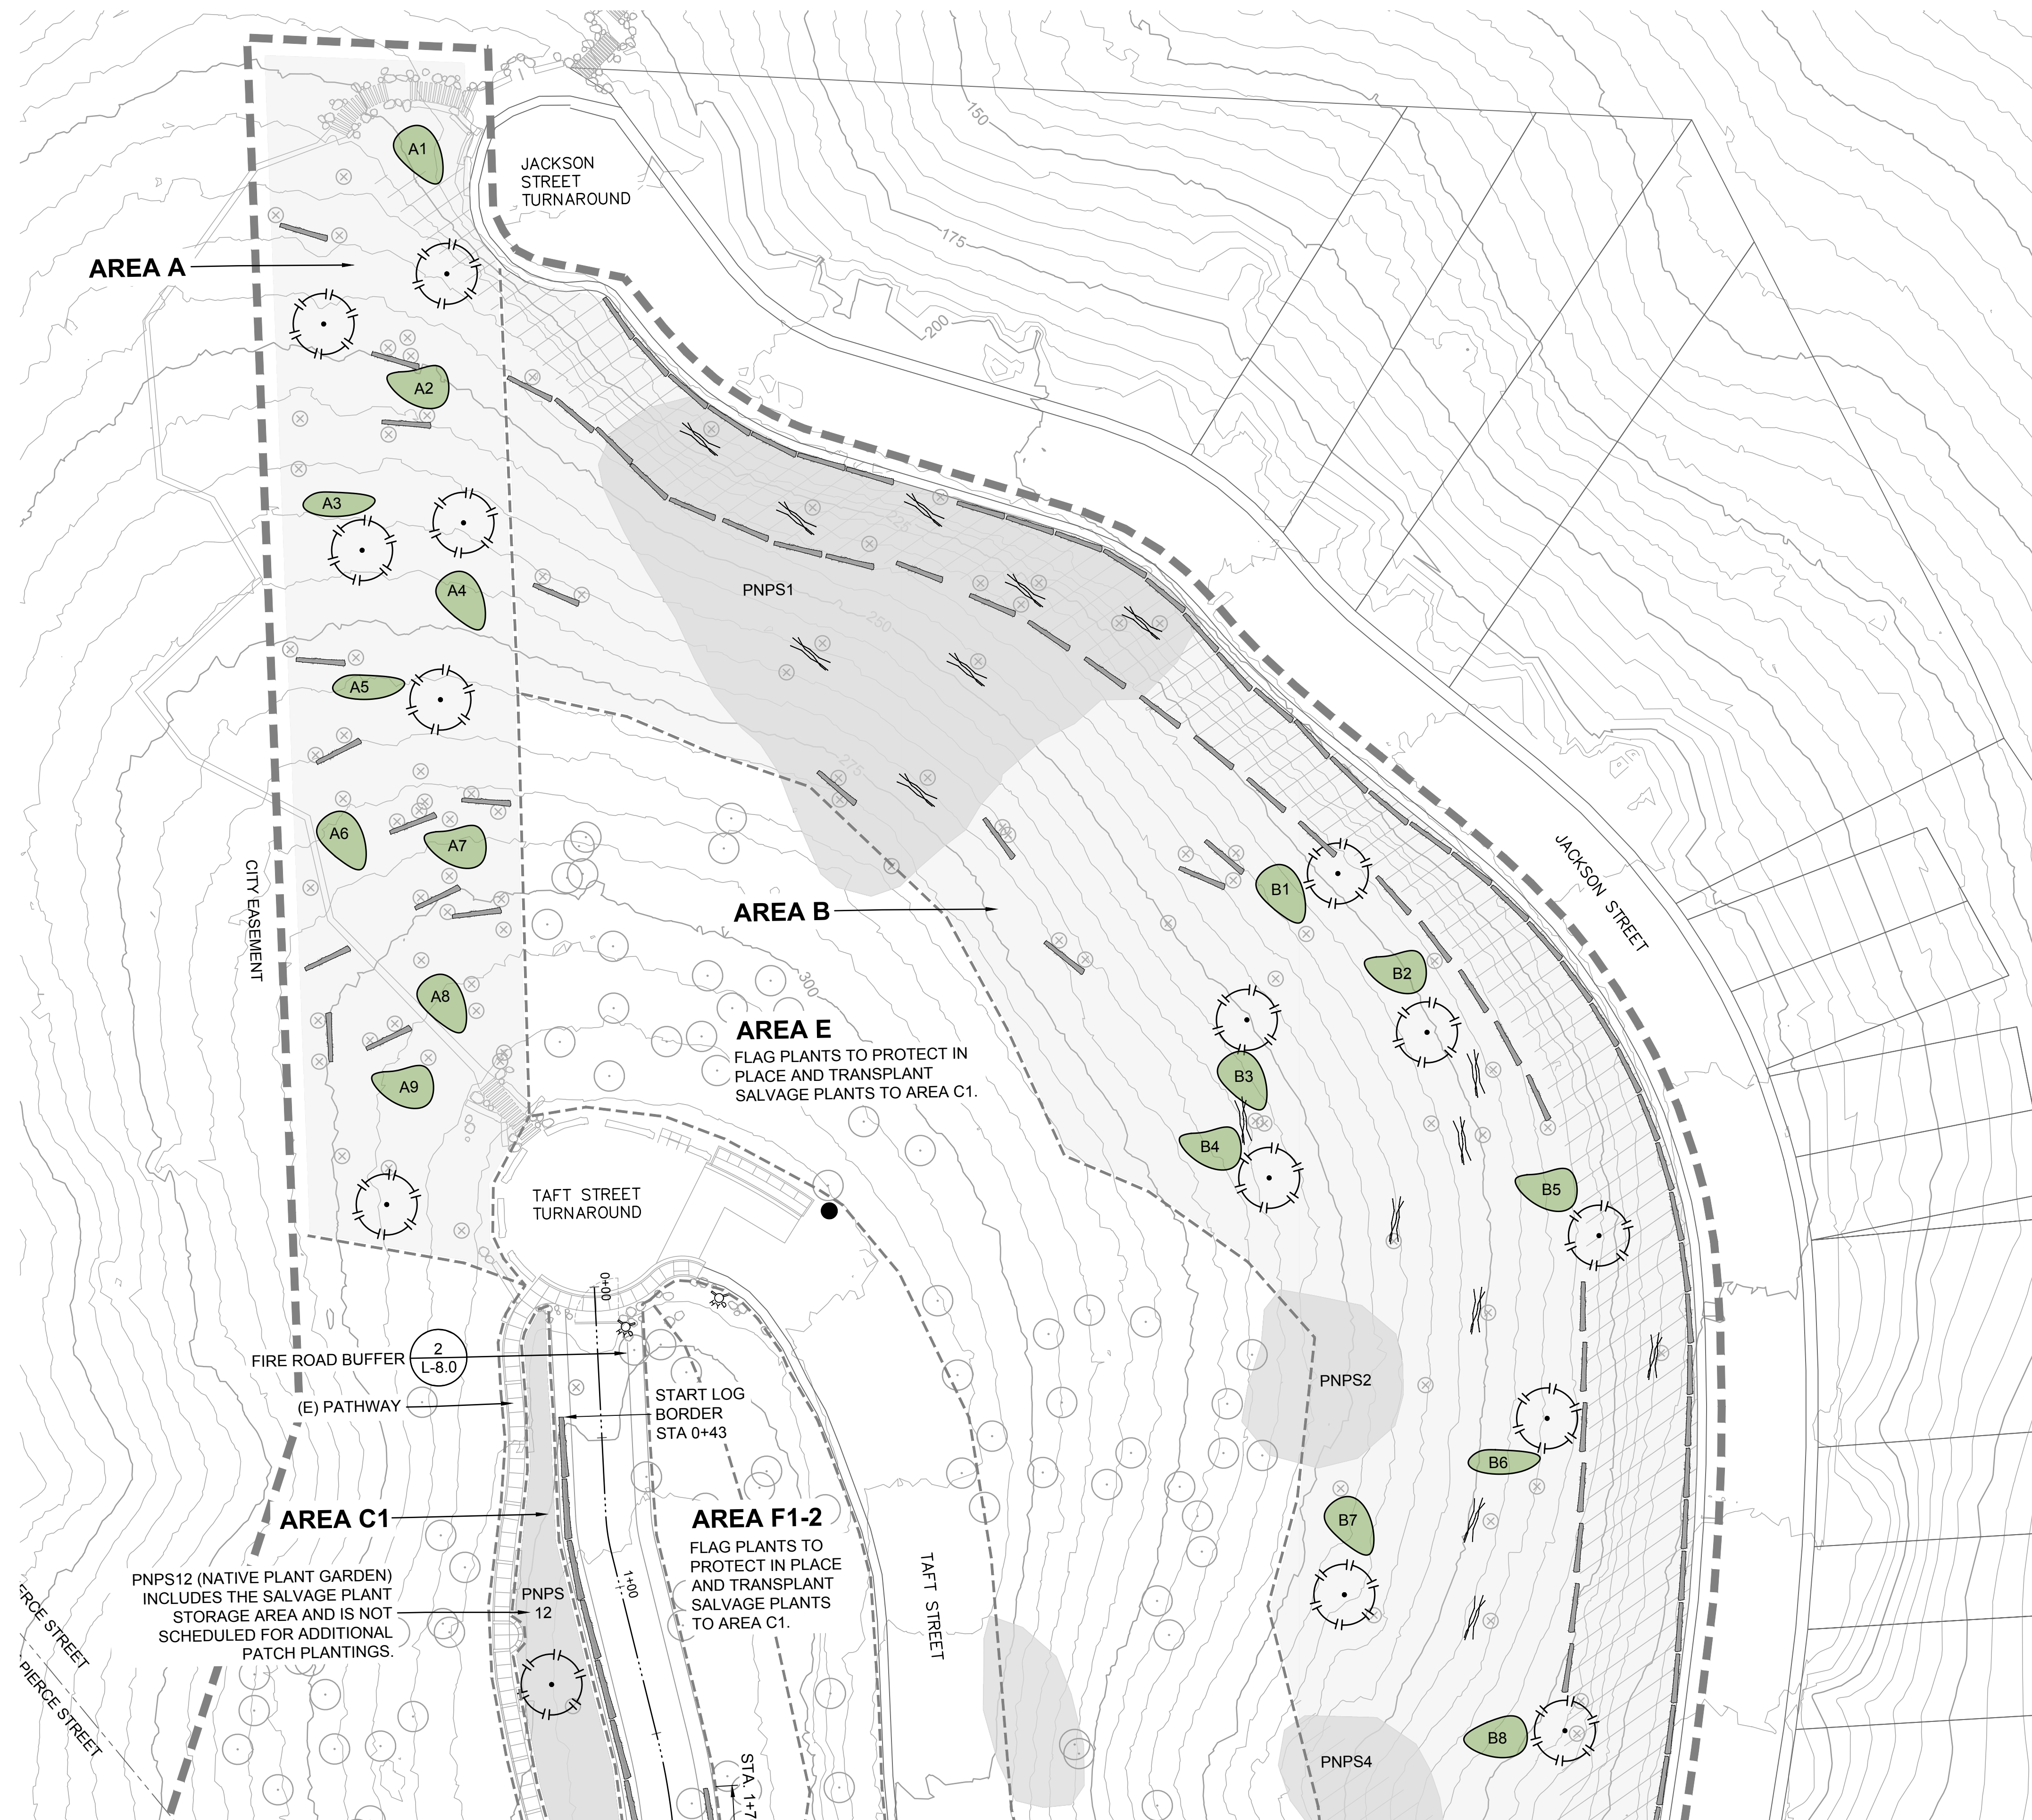 150
A1
JACKSON
STREET
TURNAROUND
175
AREA A
200
A2
A3
225
PNPS1
A4
250
A5
275
A6
A7
CITY EASEMENT
JACKSON STREET
B1
AREA B
B2
300
A8
AREA E
FLAG PLANTS TO PROTECT IN
PLACE AND TRANSPLANT
SALVAGE PLANTS TO AREA C1.
B3
A9
B4
B5
TAFT STREET
TURNAROUND
0+00
FIRE ROAD BUFFER
2
L-8.0
PNPS2
(E) PATHWAY
START LOG
BORDER
STA 0+43
B6
AREA C1
AREA F1-2
B7
FLAG PLANTS TO
PROTECT IN PLACE
AND TRANSPLANT
SALVAGE PLANTS
TO AREA C1.
TAFT STREET
PNPS12 (NATIVE PLANT GARDEN)
INCLUDES THE SALVAGE PLANT
STORAGE AREA AND IS NOT
SCHEDULED FOR ADDITIONAL
PATCH PLANTINGS.
PNPS
12
1+00
ERCE STREET
PIERCE STREET
B8
PNPS4
STA. 1+7